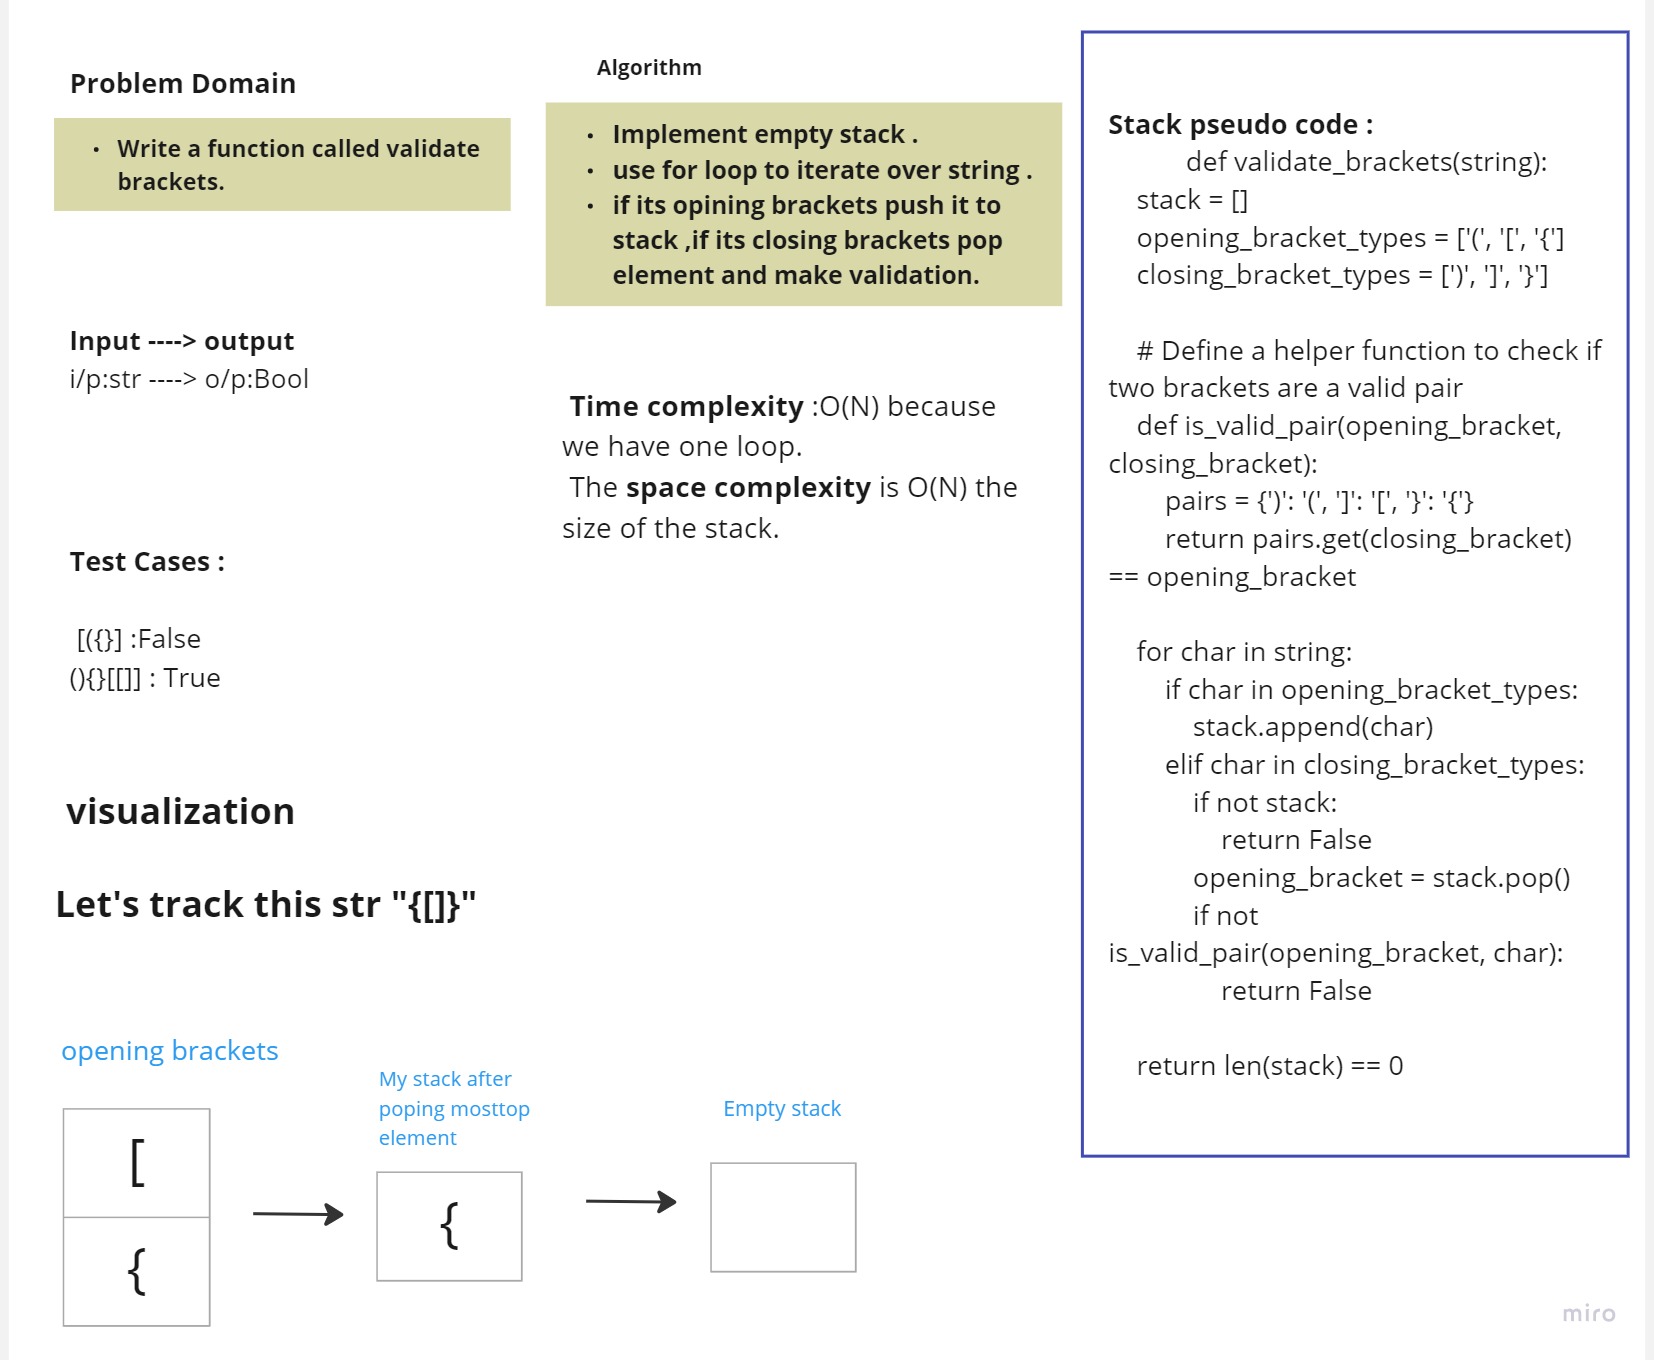 Problem Domain
• Write a function called validate
brackets.
Input ----> output
i/p:str ----> o/p:Bool
Test Cases :
[({}] :False
(){}[[]] : True
Algorithm
• Implement empty stack .
• use for loop to iterate over string .
• if its opining brackets push it to
stack ,if its closing brackets pop
element and make validation.
Time complexity :O(N) because
we have one loop.
The space complexity is O(N) the
size of the stack.
visualization
Let's track this str "{[]}"
opening brackets
[
{
My stack after
poping mosttop
element
{
Empty stack
Stack pseudo code :
def validate_brackets(string):
stack = []
opening_bracket_types = ['(', '[', '{']
closing_bracket_types = [')', ']', '}']
# Define a helper function to check if
two brackets are a valid pair
def is_valid_pair(opening_bracket,
closing_bracket):
pairs = {')': '(', ']': '[', '}': '{'}
return pairs.get(closing_bracket)
== opening_bracket
for char in string:
if char in opening_bracket_types:
stack.append(char)
elif char in closing_bracket_types:
if not stack:
return False
opening_bracket = stack.pop()
if not
is_valid_pair(opening_bracket, char):
return False
return len(stack) == 0
miro